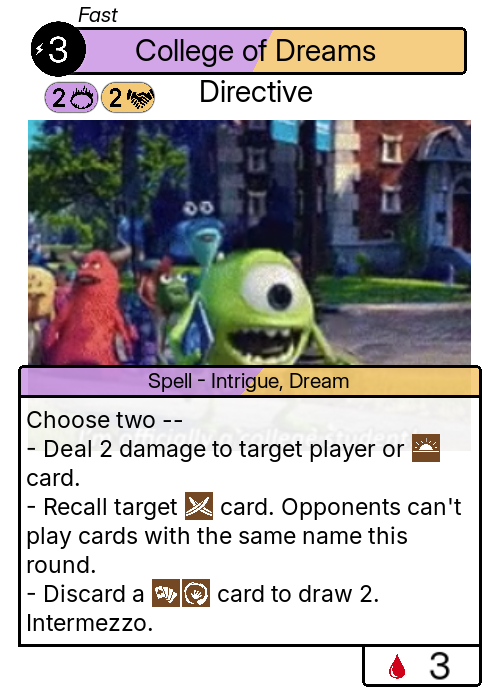 Fast
3 College of Dreams
2 2 Directive
Spell - Intrigue, Dream
Choose two --
- Deal 2 damage to target player or
card.
- Recall target card. Opponents can't
play cards with the same name this
round.
- Discard a card to draw 2.
Intermezzo.
3